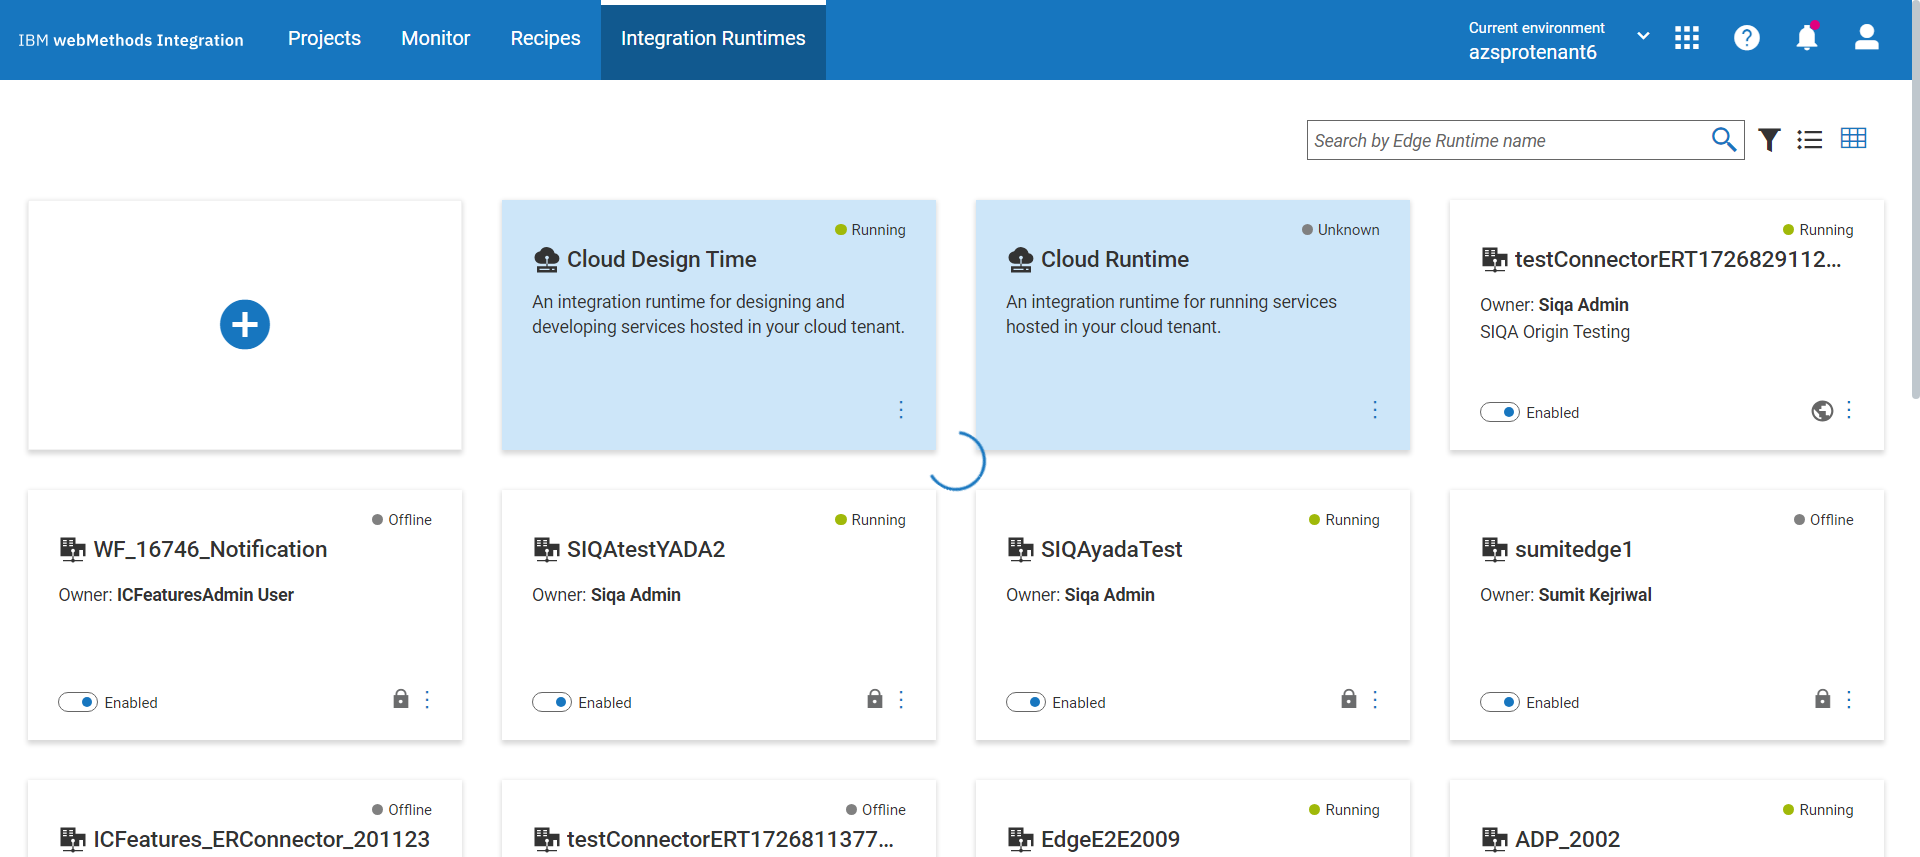 IBM webMethods Integration
Projects
Monitor
Recipes
Integration Runtimes
Current environment
azsprotenant6
Search by Edge Runtime name
Running
Cloud Design Time
An integration runtime for designing and
developing services hosted in your cloud tenant.
Unknown
Cloud Runtime
An integration runtime for running services
hosted in your cloud tenant.
Running
testConnectorERT1726829112...
Owner: Siqa Admin
SIQA Origin Testing
Enabled
Offline
WF_16746_Notification
Owner: ICFeaturesAdmin User
Enabled
Running
SIQAtestYADA2
Owner: Siqa Admin
Enabled
Running
SIQAyadaTest
Owner: Siqa Admin
Enabled
Offline
sumitedge1
Owner: Sumit Kejriwal
Enabled
Offline
ICFeatures_ERConnector_201123
Offline
testConnectorERT1726811377...
Running
EdgeE2E2009
Running
ADP_2002